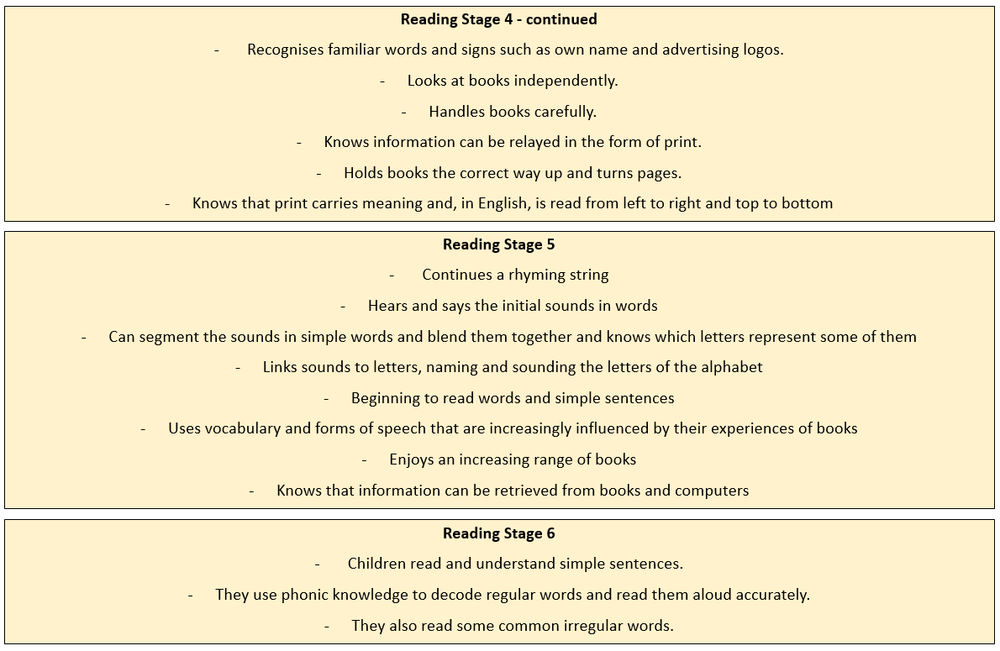 Reading Stage 4 - continued
- Recognises familiar words and signs such as own name and advertising logos.
- Looks at books independently.
- Handles books carefully.
- Knows information can be relayed in the form of print.
- Holds books the correct way up and turns pages.
- Knows that print carries meaning and, in English, is read from left to right and top to bottom
Reading Stage 5
- Continues a rhyming string
- Hears and says the initial sounds in words
- Can segment the sounds in simple words and blend them together and knows which letters represent some of them
- Links sounds to letters, naming and sounding the letters of the alphabet
- Beginning to read words and simple sentences
- Uses vocabulary and forms of speech that are increasingly influenced by their experiences of books
- Enjoys an increasing range of books
- Knows that information can be retrieved from books and computers
Reading Stage 6
- Children read and understand simple sentences.
- They use phonic knowledge to decode regular words and read them aloud accurately.
- They also read some common irregular words.